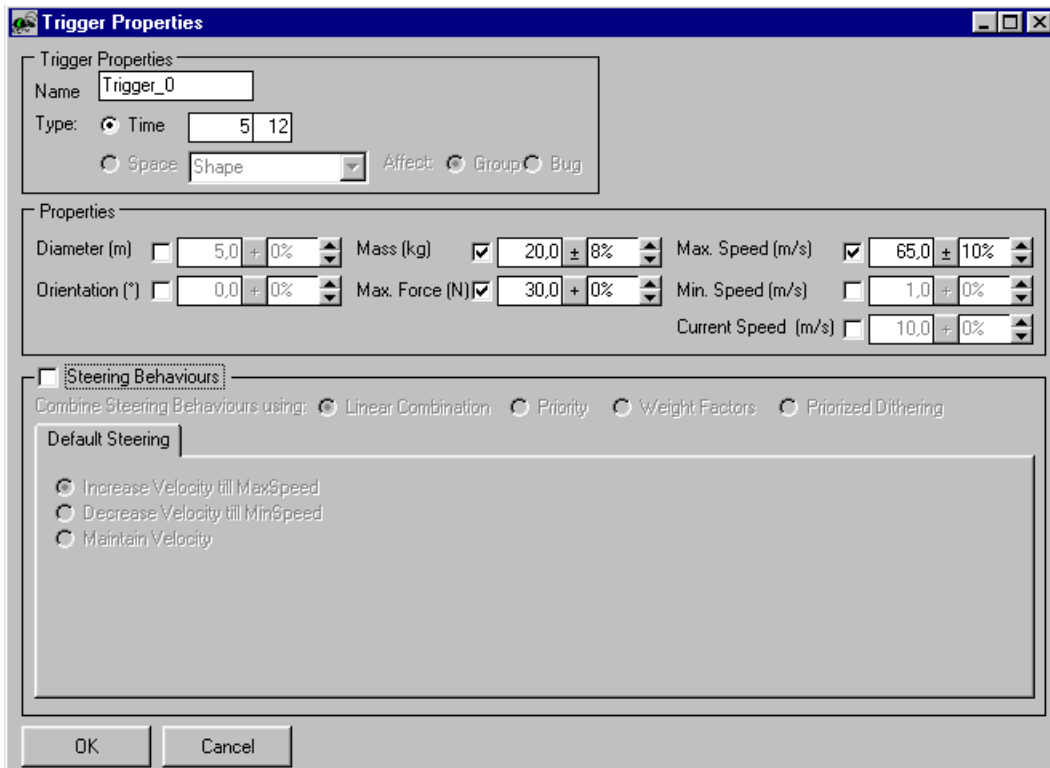 Trigger Properties
Trigger Properties
Name Trigger_0
Type: Time 5 12
Space Shape Affect: Group Bug
Properties
Diameter (m) 5,0 + 0% Mass (kg) 20,0 ± 8% Max. Speed (m/s) 65,0 ± 10%
Orientation (°) 0,0 + 0% Max. Force (N) 30,0 + 0% Min. Speed (m/s) 1,0 + 0%
Current Speed (m/s) 10,0 + 0%
Steering Behaviours
Combine Steering Behaviours using: Linear Combination Priority Weight Factors Priorized Dithering
Default Steering
Increase Velocity till MaxSpeed
Decrease Velocity till MinSpeed
Maintain Velocity
OK Cancel